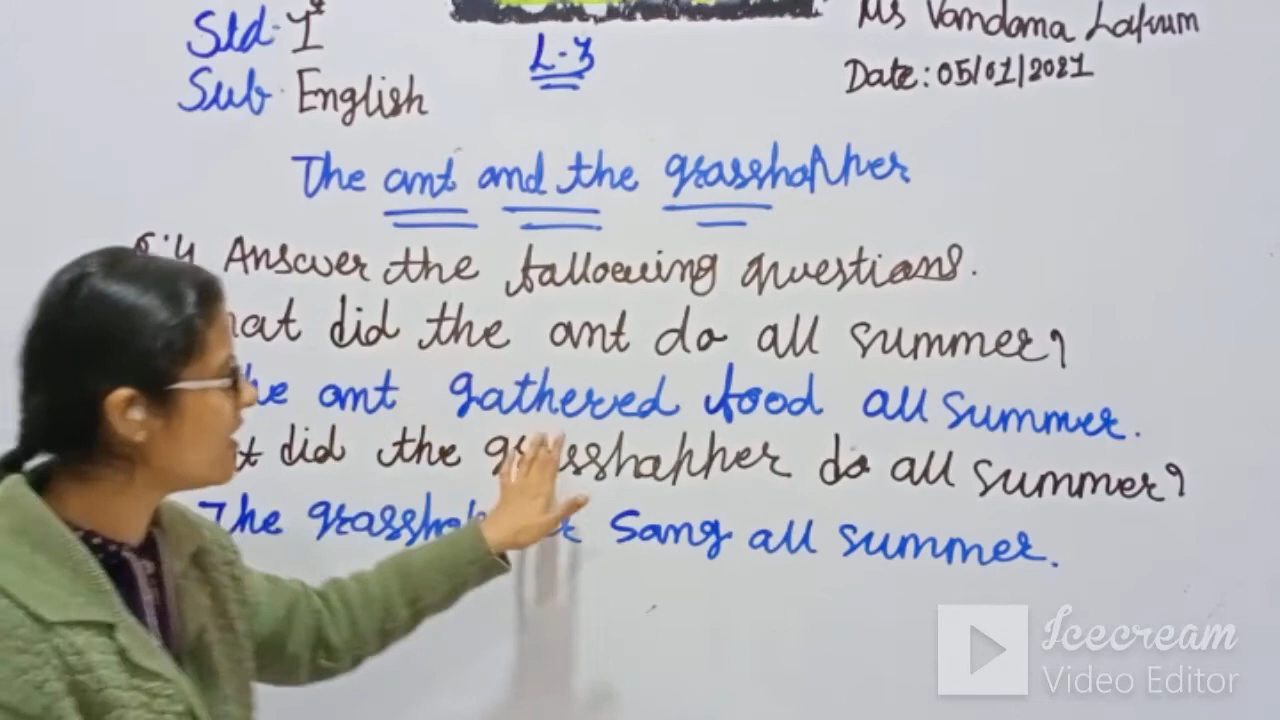 Std. I
Sub. English
L-3
Ms Vandana
Date: 05/01/2021
The ant and the grasshopper
Answer the following questions.
did the ant do all summer?
ant gathered food all summer.
did the grasshopper do all summer?
The sang all summer.
Icecream
Video Editor